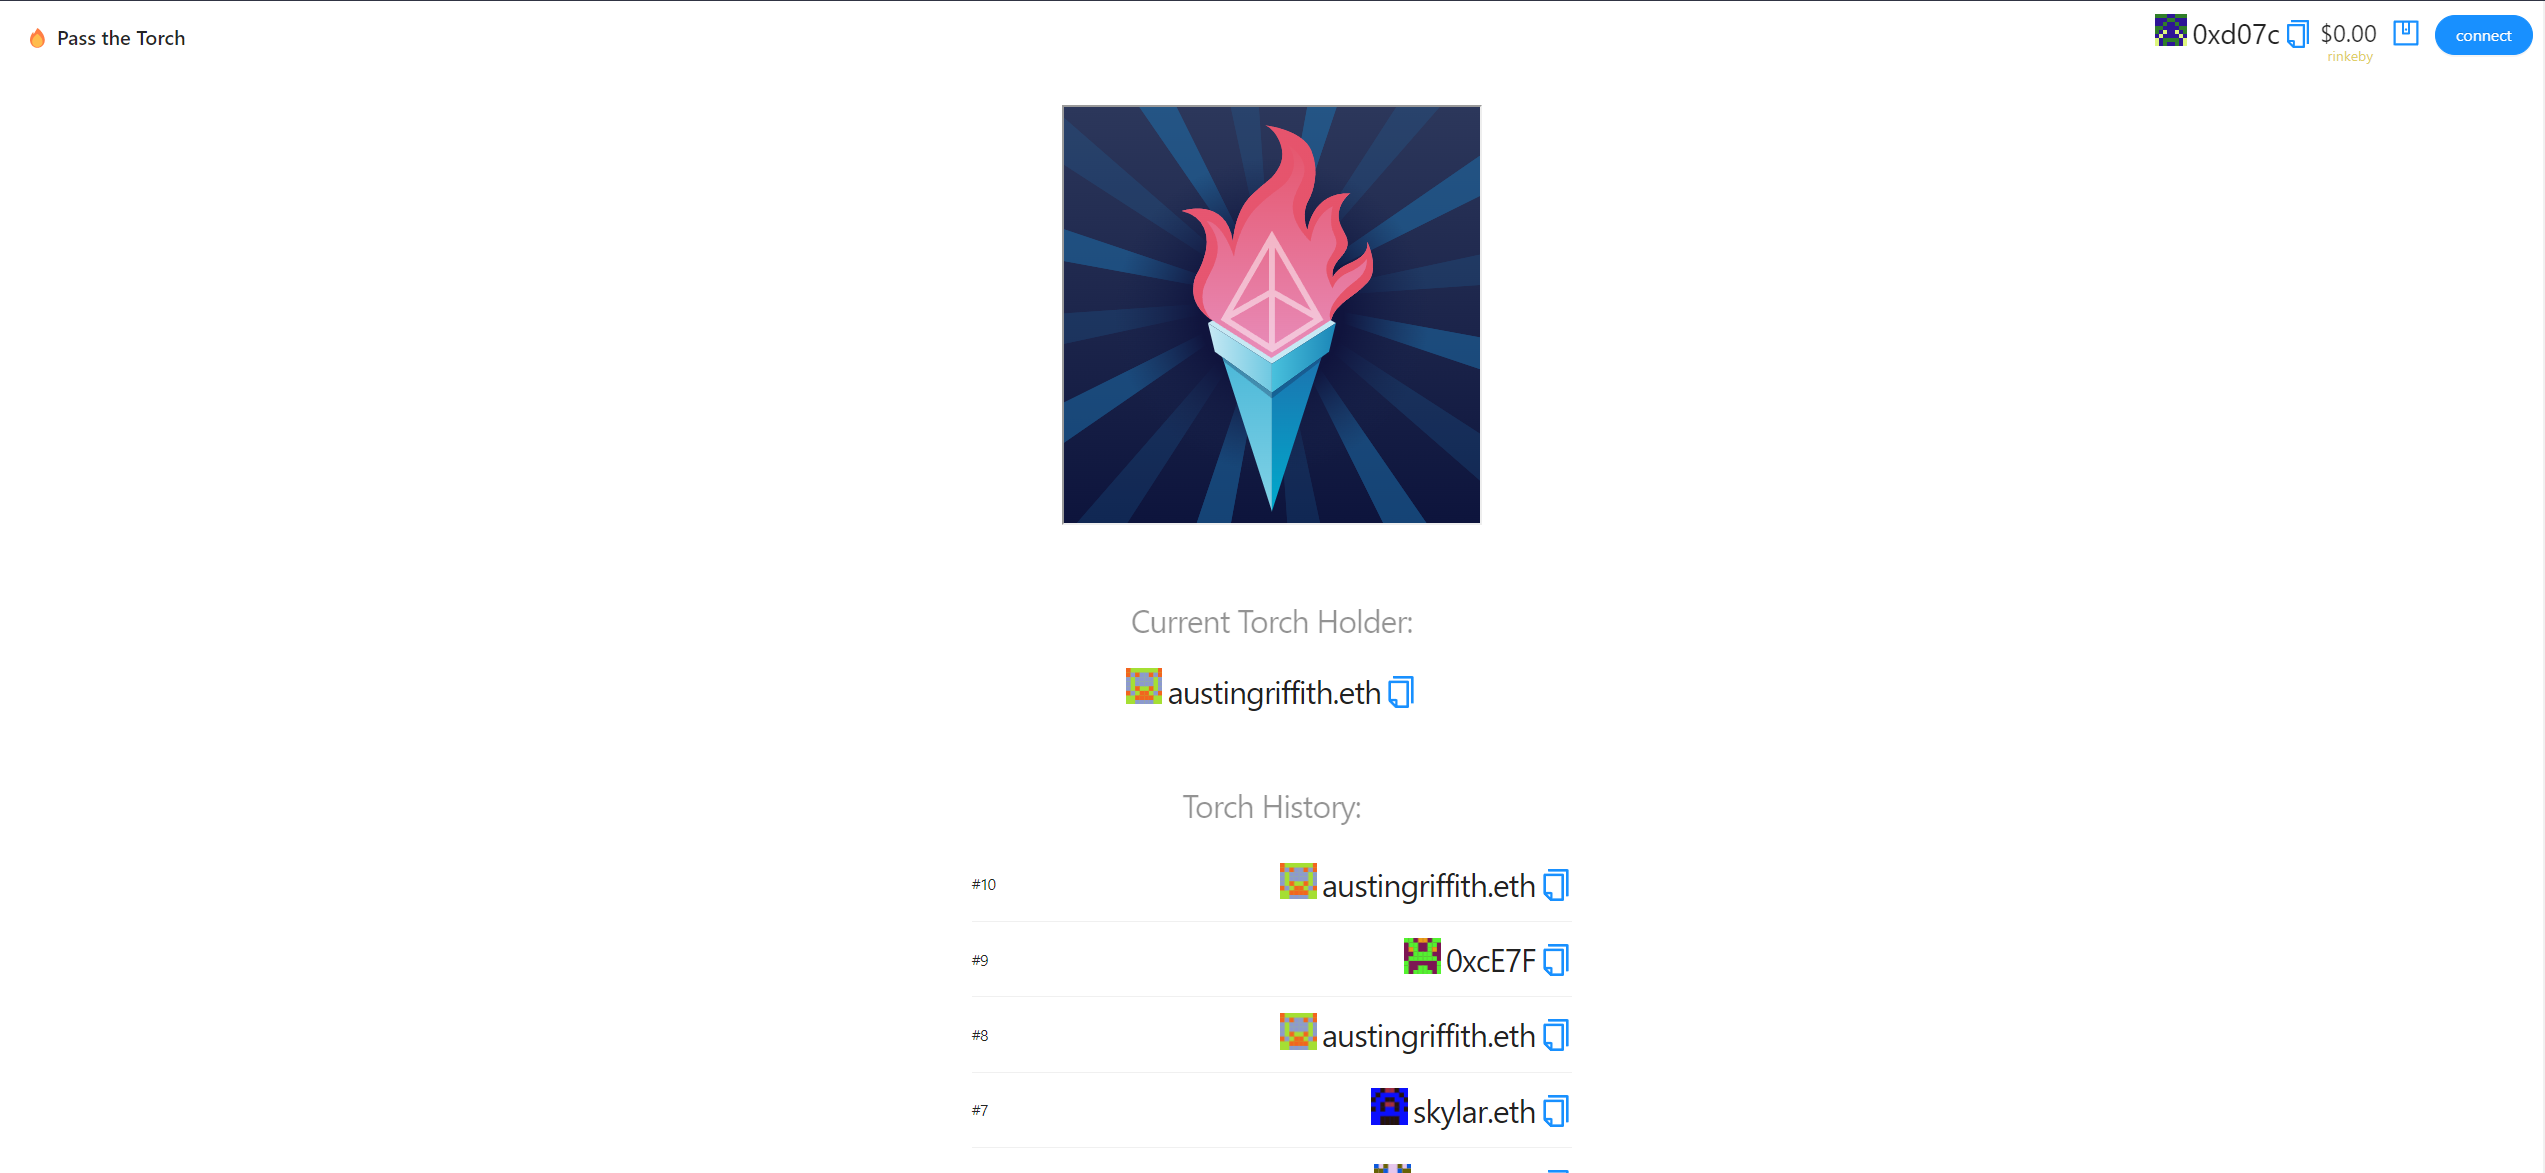 Pass the Torch
0xd07c $0.00 connect
rinkeby
Current Torch Holder:
austingriffith.eth
Torch History:
#10 austingriffith.eth
#9 0xcE7F
#8 austingriffith.eth
#7 skylar.eth